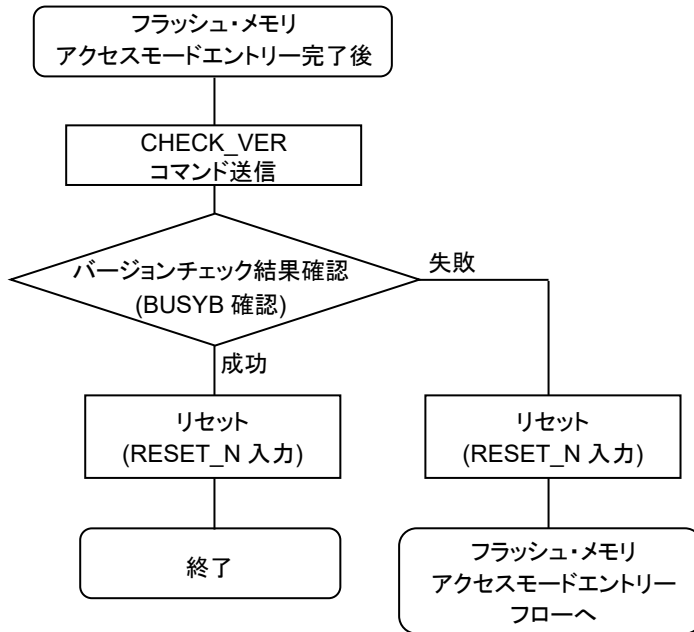 フラッシュ・メモリ
アクセスモードエントリー完了後
CHECK_VER
コマンド送信
バージョンチェック結果確認
(BUSYB 確認)
失敗
成功
リセット
(RESET_N 入力)
リセット
(RESET_N 入力)
終了
フラッシュ・メモリ
アクセスモードエントリー
フローへ